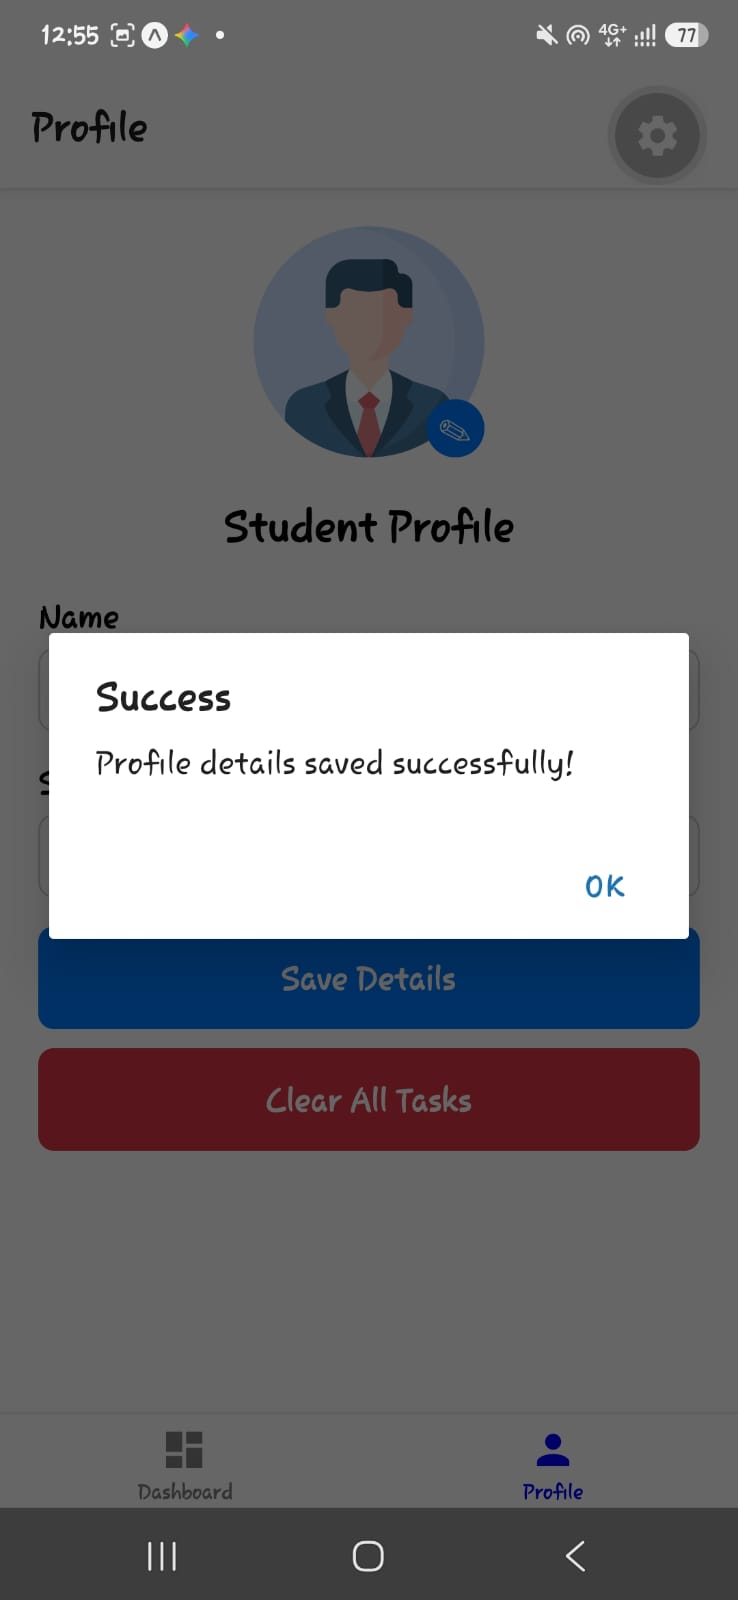 12:55 4G+ 77
Profile
Student Profile
Name
Success
Profile details saved successfully!
OK
Save Details
Clear All Tasks
Dashboard
Profile